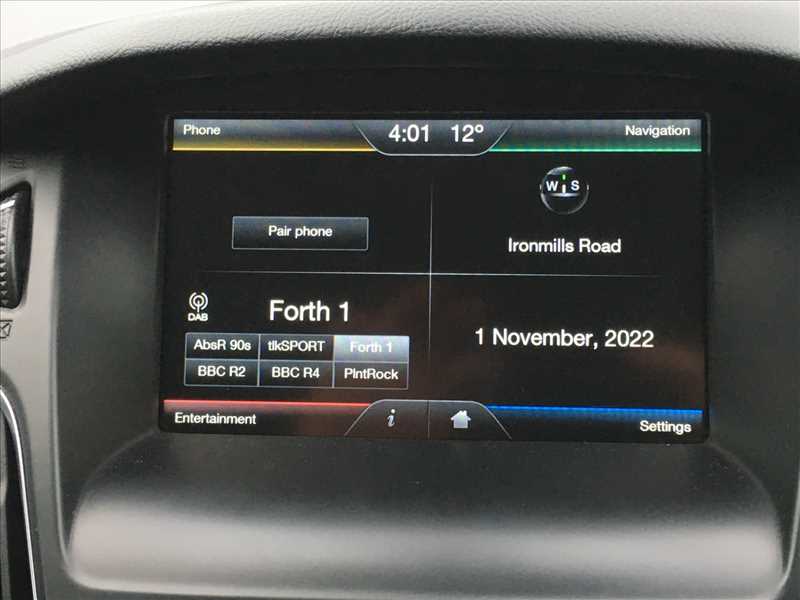 Phone
4:01 12°
Navigation
Pair phone
W S
Ironmills Road
DAB
Forth 1
AbsR 90s tlkSPORT Forth 1
BBC R2 BBC R4 PlntRock
1 November, 2022
Entertainment
i
Settings